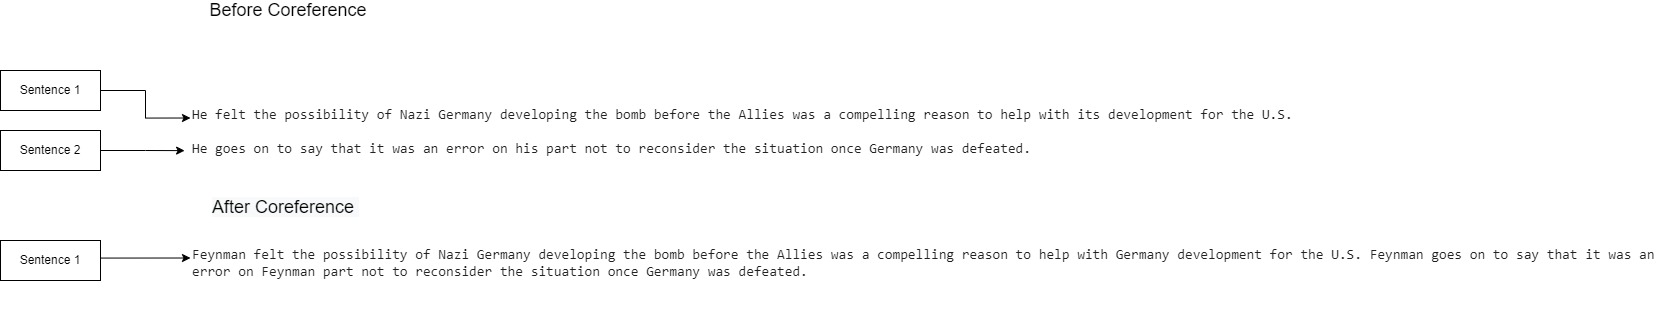 Before Coreference
Sentence 1
He felt the possibility of Nazi Germany developing the bomb before the Allies was a compelling reason to help with its development for the U.S.
Sentence 2
He goes on to say that it was an error on his part not to reconsider the situation once Germany was defeated.
After Coreference
Sentence 1
Feynman felt the possibility of Nazi Germany developing the bomb before the Allies was a compelling reason to help with Germany development for the U.S. Feynman goes on to say that it was an
error on Feynman part not to reconsider the situation once Germany was defeated.